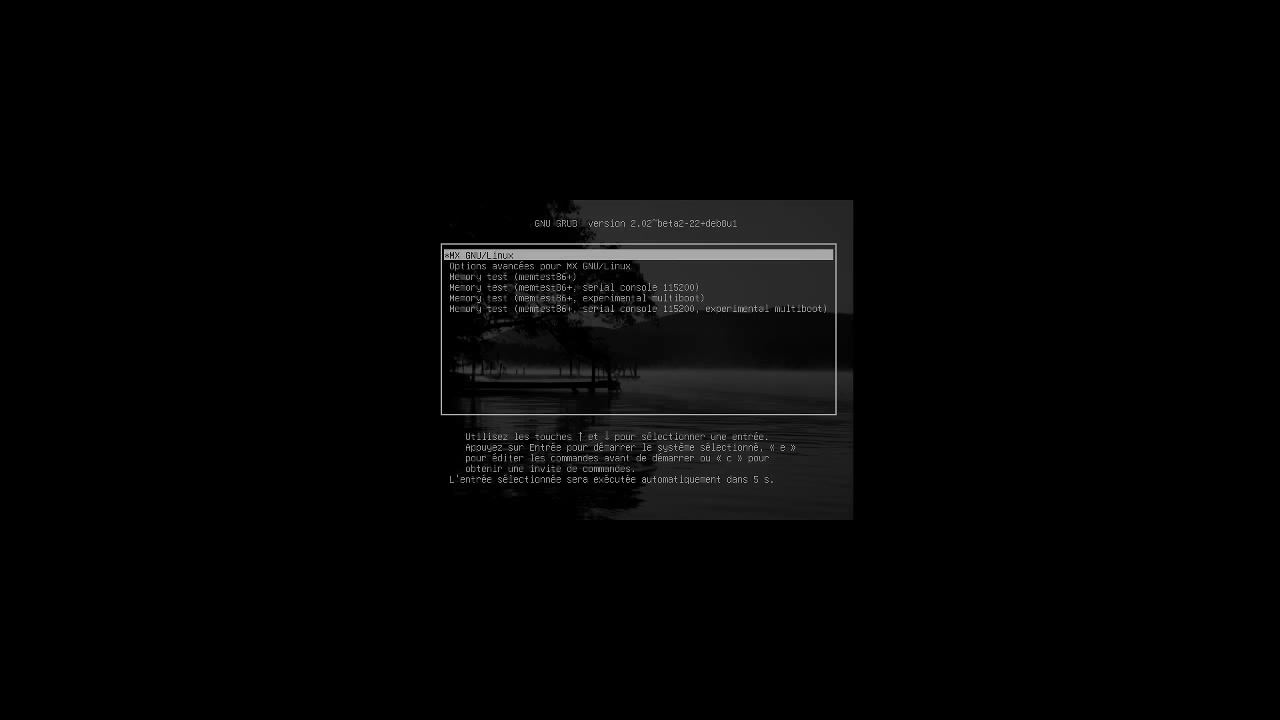 GNU GRUB  version 2.02~beta2-22+deb8u1
*MX GNU/Linux
Options avancées pour MX GNU/Linux
Memory test (memtest86+)
Memory test (memtest86+, serial console 115200)
Memory test (memtest86+, experimental multiboot)
Memory test (memtest86+, serial console 115200, experimental multiboot)
Utilisez les touches ↑ et ↓ pour sélectionner une entrée.
Appuyez sur Entrée pour démarrer le système sélectionné, « e »
pour éditer les commandes avant de démarrer ou « c » pour
obtenir une invite de commandes.
L'entrée sélectionnée sera exécutée automatiquement dans 5 s.